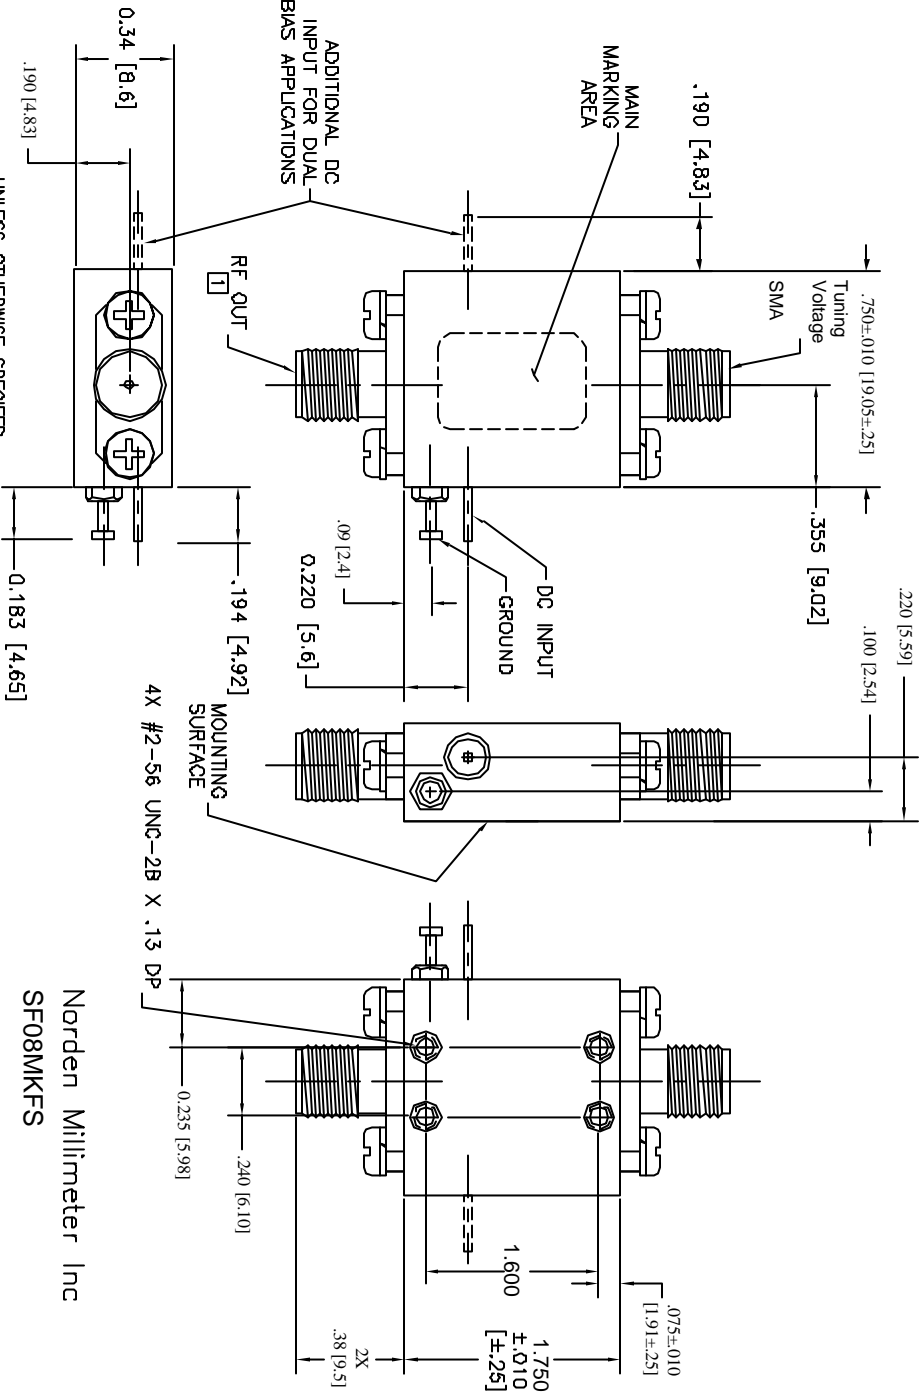 .190 [4.83]
.750±.010 [19.05±.25]
Tuning
Voltage
SMA
.355 [9.02]
MAIN
MARKING
AREA
ADDITIONAL DC
INPUT FOR DUAL
BIAS APPLICATIONS
RF OUT
1
DC INPUT
GROUND
.09 [2.4]
0.220 [5.6]
0.34 [8.6]
.190 [4.83]
.194 [4.92]
0.183 [4.65]
.220 [5.59]
.100 [2.54]
MOUNTING
SURFACE
4X #2-56 UNC-2B X .13 DP
0.235 [5.98]
.240 [6.10]
1.600
.075±.010
[1.91±.25]
1.750
±.010
[±.25]
2X
.38 [9.5]
Norden Millimeter Inc
SF08MKFS